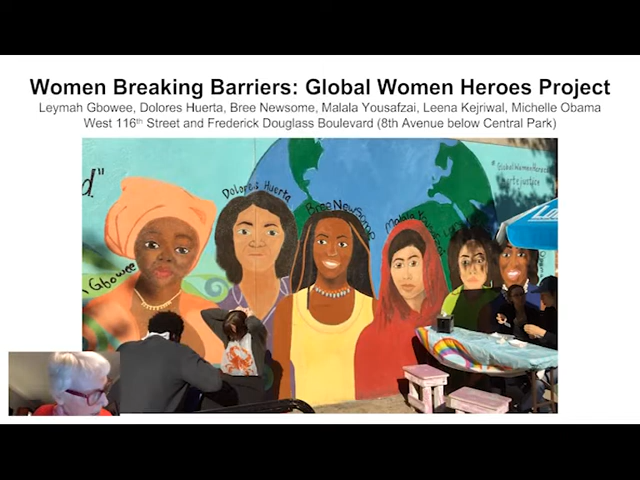 Women Breaking Barriers: Global Women Heroes Project
Leymah Gbowee, Dolores Huerta, Bree Newsome, Malala Yousafzai, Leena Kejriwal, Michelle Obama
West 116th Street and Frederick Douglass Boulevard (8th Avenue below Central Park)
d."
Gbowee
Dolores Huerta
Bree Newsome
Malala